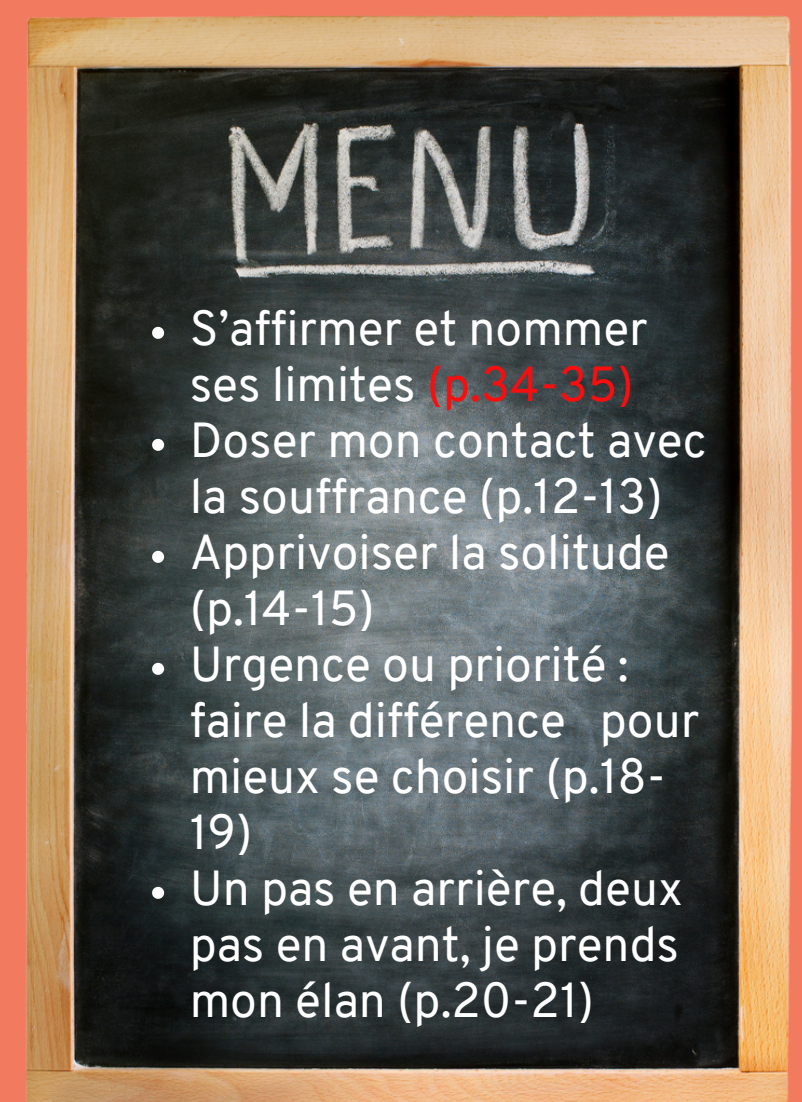 MENU
• S’affirmer et nommer
ses limites (p.34-35)
• Doser mon contact avec
la souffrance (p.12-13)
• Apprivoiser la solitude
(p.14-15)
• Urgence ou priorité :
faire la différence   pour
mieux se choisir (p.18-
19)
• Un pas en arrière, deux
pas en avant, je prends
mon élan (p.20-21)